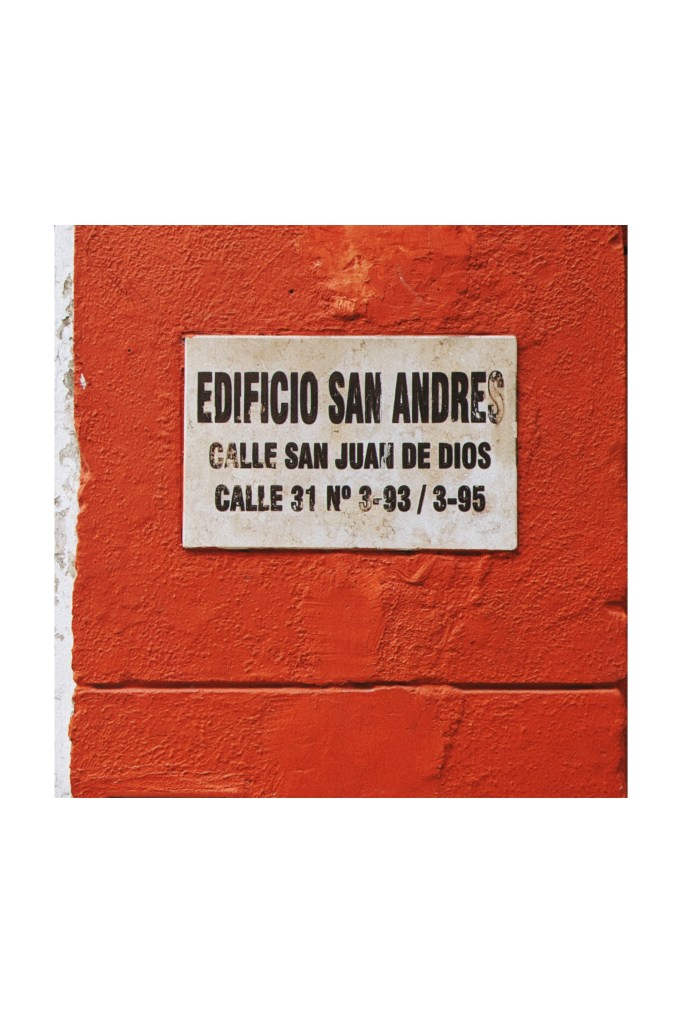 EDIFICIO SAN ANDRES
CALLE SAN JUAN DE DIOS
CALLE 31 Nº 3-93 / 3-95